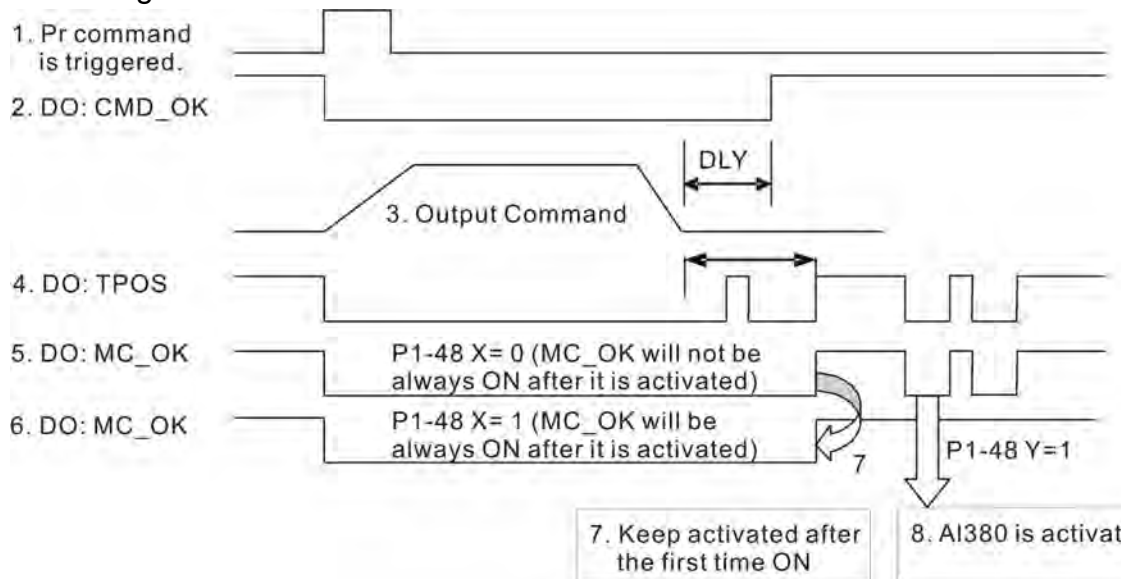 1. Pr command
is triggered.
2. DO: CMD_OK
DLY
3. Output Command
4. DO: TPOS
5. DO: MC_OK
P1-48 X= 0 (MC_OK will not be
always ON after it is activated)
6. DO: MC_OK
P1-48 X= 1 (MC_OK will be
always ON after it is activated)
7
P1-48 Y=1
7. Keep activated after
the first time ON
8. Al380 is activat